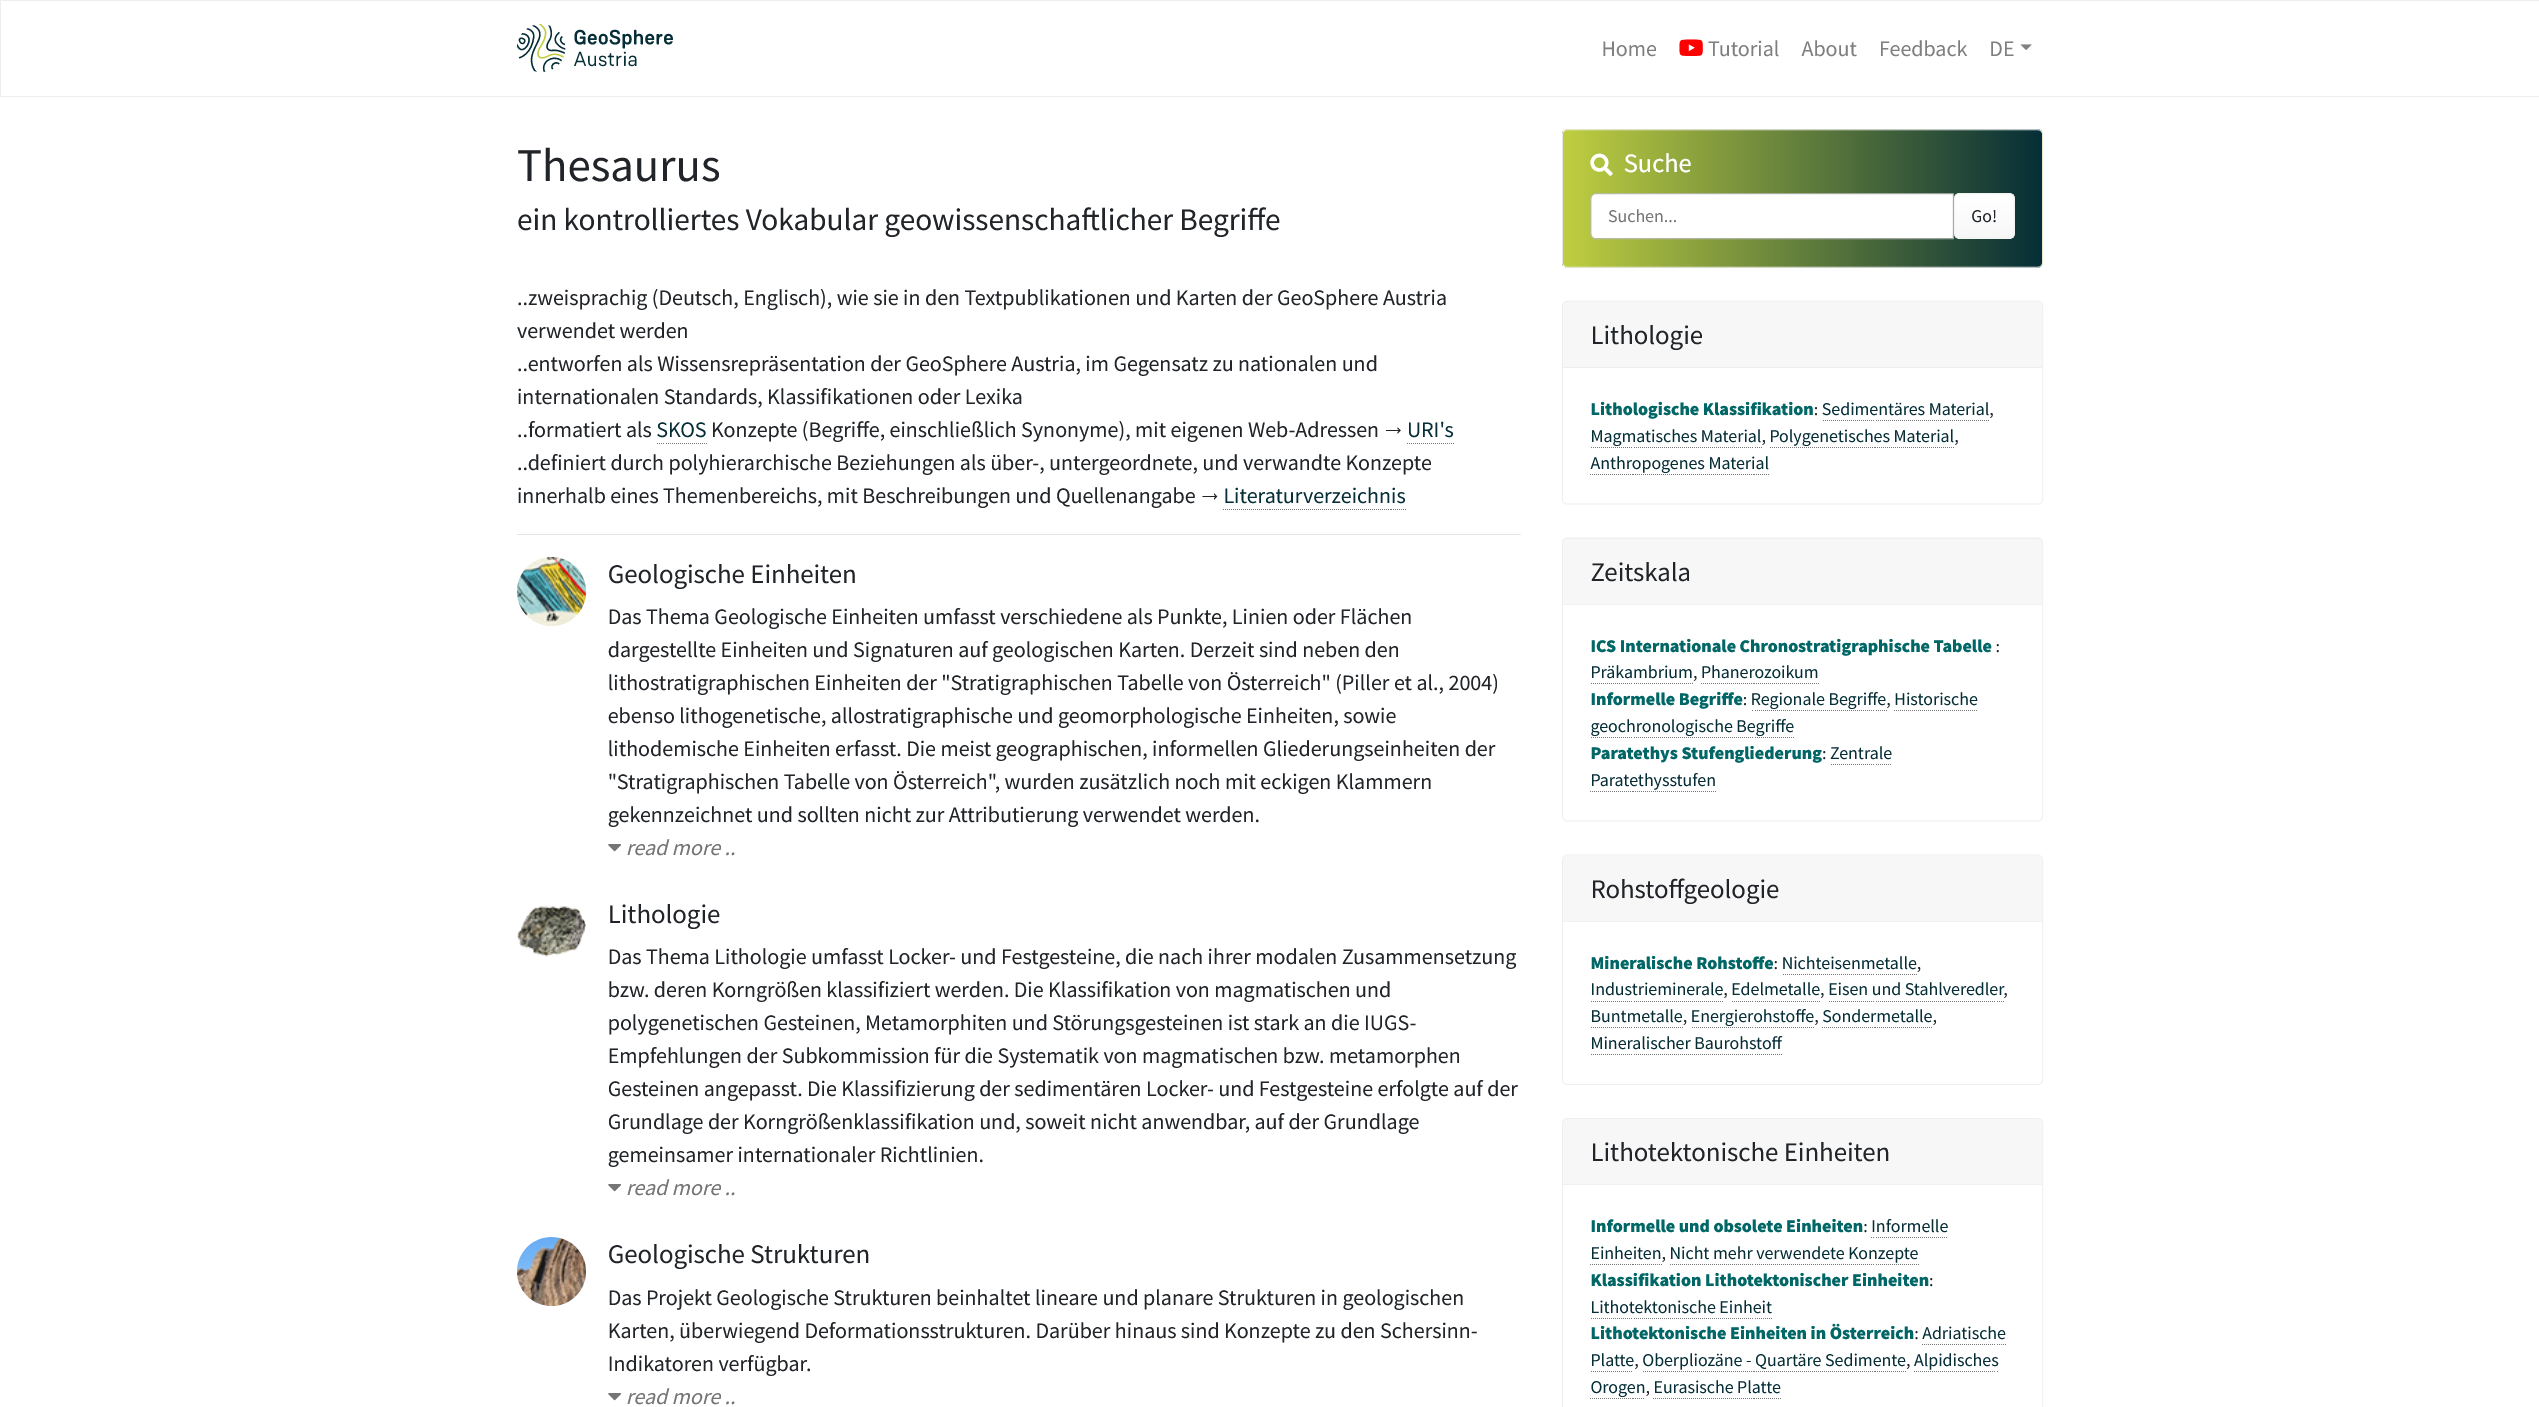 GeoSphere
Austria
Home
Tutorial
About
Feedback
DE
Thesaurus
ein kontrolliertes Vokabular geowissenschaftlicher Begriffe
..zweisprachig (Deutsch, Englisch), wie sie in den Textpublikationen und Karten der GeoSphere Austria
verwendet werden
..entworfen als Wissensrepräsentation der GeoSphere Austria, im Gegensatz zu nationalen und
internationalen Standards, Klassifikationen oder Lexika
..formatiert als SKOS Konzepte (Begriffe, einschließlich Synonyme), mit eigenen Web-Adressen → URI's
..definiert durch polyhierarchische Beziehungen als über-, untergeordnete, und verwandte Konzepte
innerhalb eines Themenbereichs, mit Beschreibungen und Quellenangabe → Literaturverzeichnis
Geologische Einheiten
Das Thema Geologische Einheiten umfasst verschiedene als Punkte, Linien oder Flächen
dargestellte Einheiten und Signaturen auf geologischen Karten. Derzeit sind neben den
lithostratigraphischen Einheiten der "Stratigraphischen Tabelle von Österreich" (Piller et al., 2004)
ebenso lithogenetische, allostratigraphische und geomorphologische Einheiten, sowie
lithodemische Einheiten erfasst. Die meist geographischen, informellen Gliederungseinheiten der
"Stratigraphischen Tabelle von Österreich", wurden zusätzlich noch mit eckigen Klammern
gekennzeichnet und sollten nicht zur Attributierung verwendet werden.
read more ..
Lithologie
Das Thema Lithologie umfasst Locker- und Festgesteine, die nach ihrer modalen Zusammensetzung
bzw. deren Korngrößen klassifiziert werden. Die Klassifikation von magmatischen und
polygenetischen Gesteinen, Metamorphiten und Störungsgesteinen ist stark an die IUGS-
Empfehlungen der Subkommission für die Systematik von magmatischen bzw. metamorphen
Gesteinen angepasst. Die Klassifizierung der sedimentären Locker- und Festgesteine erfolgte auf der
Grundlage der Korngrößenklassifikation und, soweit nicht anwendbar, auf der Grundlage
gemeinsamer internationaler Richtlinien.
read more ..
Geologische Strukturen
Das Projekt Geologische Strukturen beinhaltet lineare und planare Strukturen in geologischen
Karten, überwiegend Deformationsstrukturen. Darüber hinaus sind Konzepte zu den Schersinn-
Indikatoren verfügbar.
read more ..
Suche
Suchen...
Go!
Lithologie
Lithologische Klassifikation: Sedimentäres Material,
Magmatisches Material, Polygenetisches Material,
Anthropogenes Material
Zeitskala
ICS Internationale Chronostratigraphische Tabelle :
Präkambrium, Phanerozoikum
Informelle Begriffe: Regionale Begriffe, Historische
geochronologische Begriffe
Paratethys Stufengliederung: Zentrale
Paratethysstufen
Rohstoffgeologie
Mineralische Rohstoffe: Nichteisenmetalle,
Industrieminerale, Edelmetalle, Eisen und Stahlveredler,
Buntmetalle, Energierohstoffe, Sondermetalle,
Mineralischer Baurohstoff
Lithotektonische Einheiten
Informelle und obsolete Einheiten: Informelle
Einheiten, Nicht mehr verwendete Konzepte
Klassifikation Lithotektonischer Einheiten:
Lithotektonische Einheit
Lithotektonische Einheiten in Österreich: Adriatische
Platte, Oberpliozäne - Quartäre Sedimente, Alpidisches
Orogen, Eurasische Platte